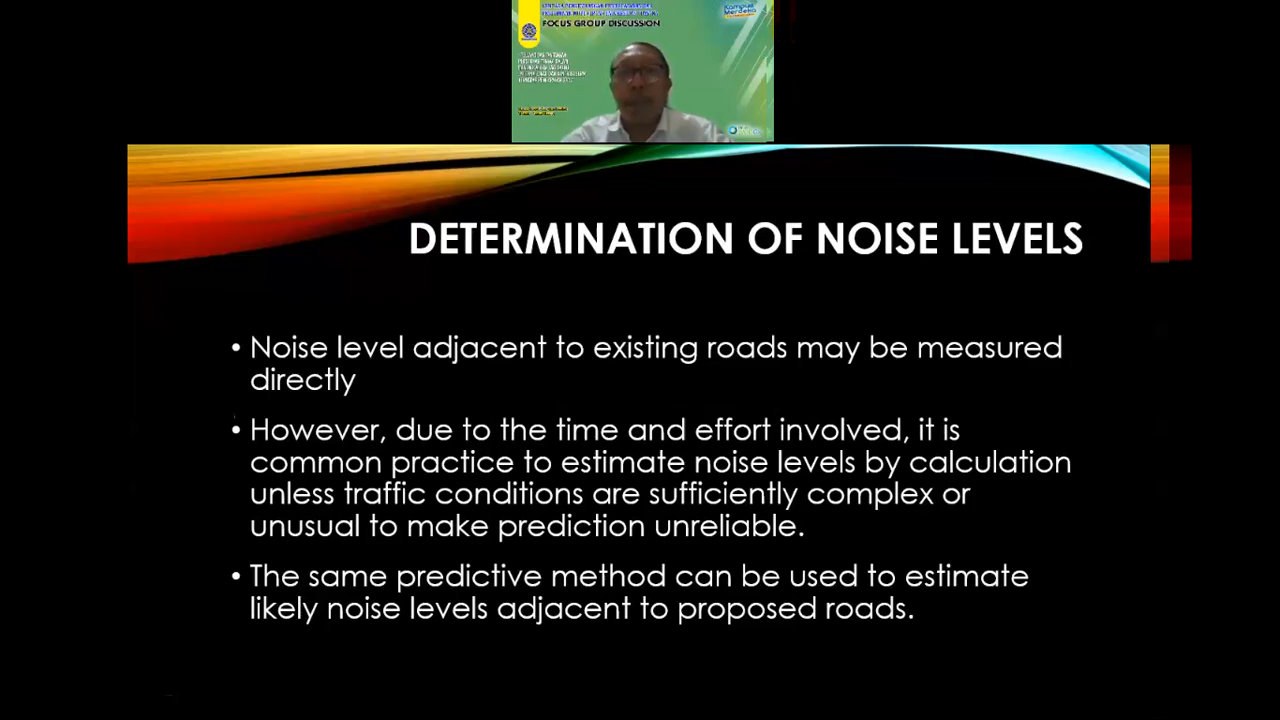 FOCUS GROUP DISCUSSION
Kampus
Merdeka
DETERMINATION OF NOISE LEVELS
• Noise level adjacent to existing roads may be measured
directly
• However, due to the time and effort involved, it is
common practice to estimate noise levels by calculation
unless traffic conditions are sufficiently complex or
unusual to make prediction unreliable.
• The same predictive method can be used to estimate
likely noise levels adjacent to proposed roads.